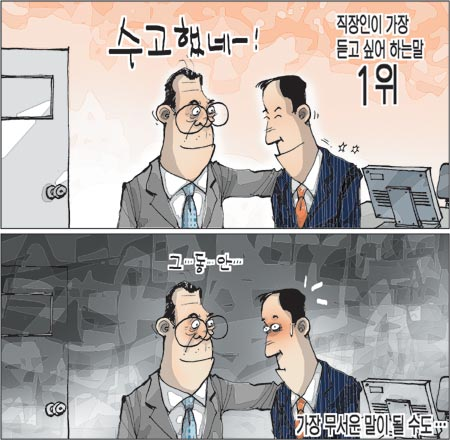 수고했네-!
직장인이 가장
듣고 싶어 하는말
1위
그…동…안…
가장 무서운 말이 될 수도…